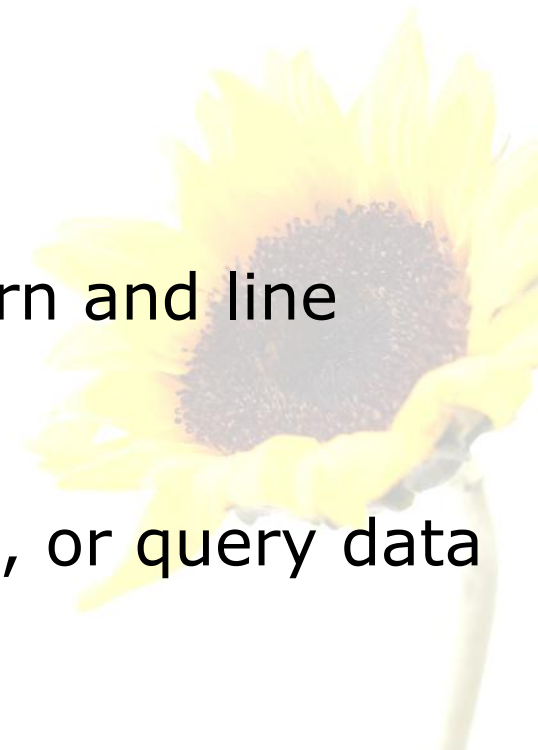 rn and line
, or query data